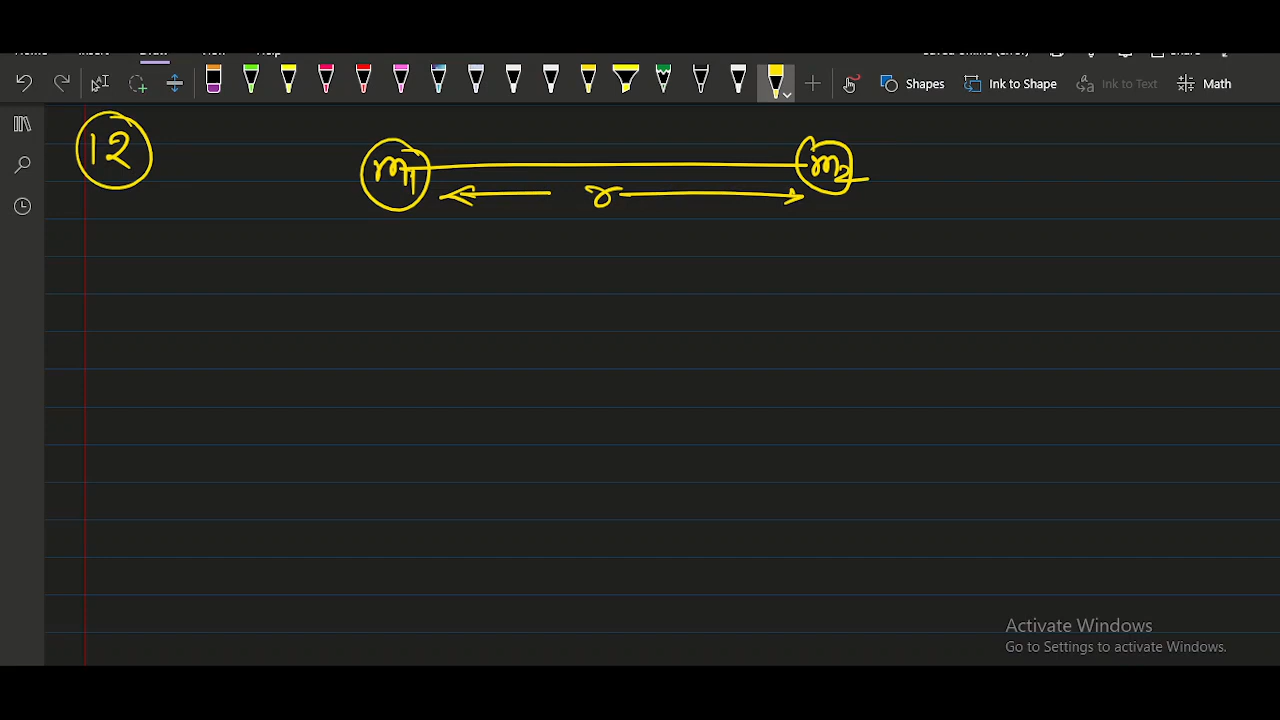 Ink to Shape
Shapes
Ink to Text
Math
12
m1 m2
r
Activate Windows
Go to Settings to activate Windows.